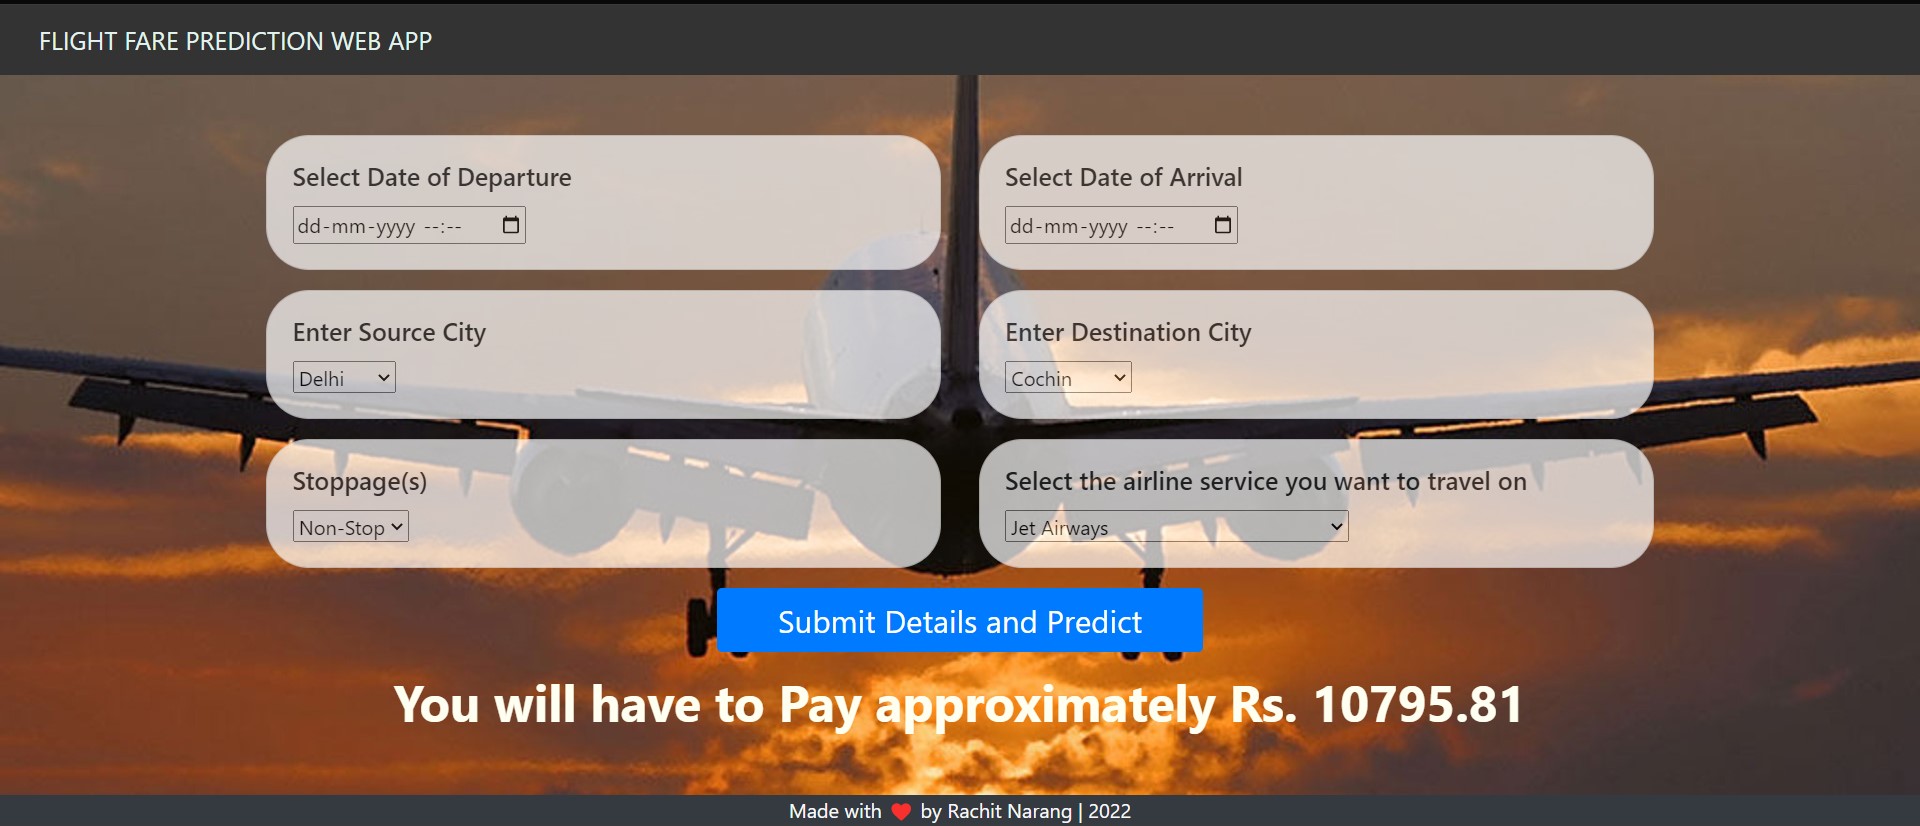 FLIGHT FARE PREDICTION WEB APP
Select Date of Departure
dd-mm-yyyy --:--
Select Date of Arrival
dd-mm-yyyy --:--
Enter Source City
Delhi
Enter Destination City
Cochin
Stoppage(s)
Non-Stop
Select the airline service you want to travel on
Jet Airways
Submit Details and Predict
You will have to Pay approximately Rs. 10795.81
Made with ❤ by Rachit Narang | 2022